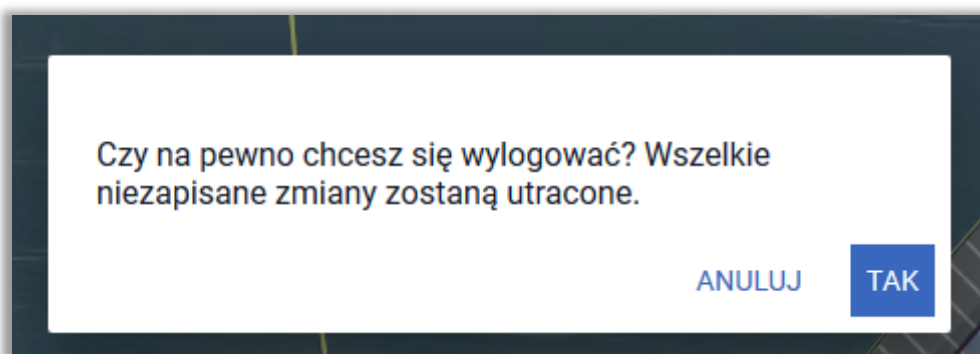 Czy na pewno chcesz się wylogować? Wszelkie
niezapisane zmiany zostaną utracone.
ANULUJ TAK